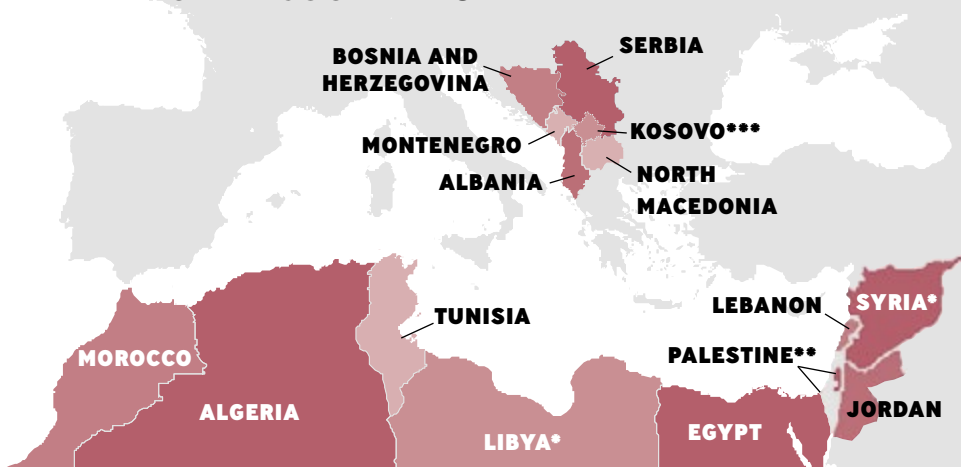 BOSNIA AND
HERZEGOVINA
SERBIA
MONTENEGRO
KOSOVO***
ALBANIA
NORTH
MACEDONIA
TUNISIA
LEBANON
SYRIA*
MOROCCO
PALESTINE**
ALGERIA
JORDAN
LIBYA*
EGYPT